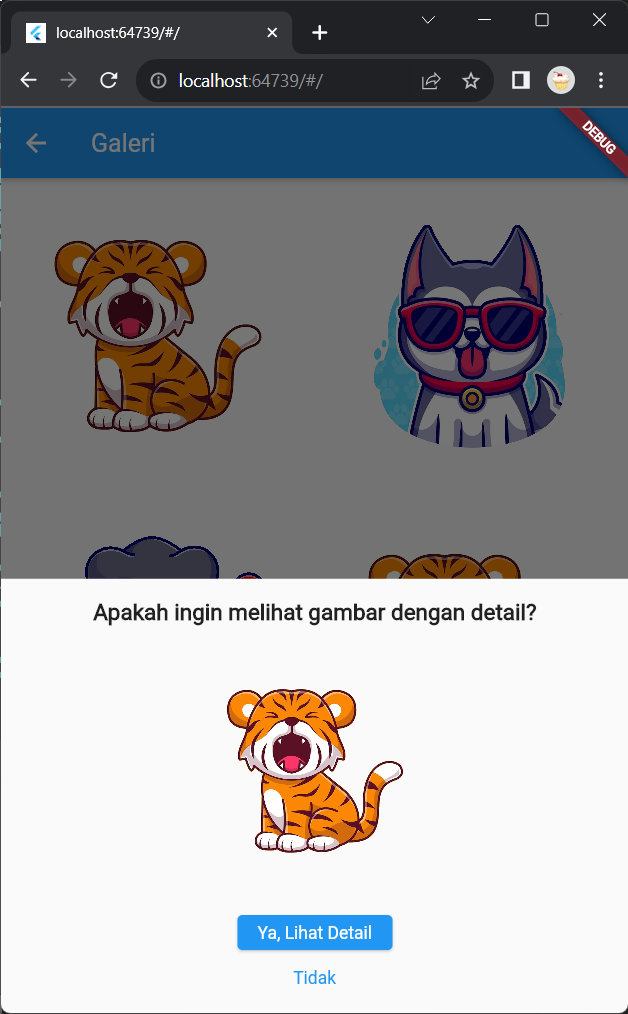 localhost:64739/#/
localhost:64739/#/
Galeri
DEBUG
Apakah ingin melihat gambar dengan detail?
Ya, Lihat Detail
Tidak